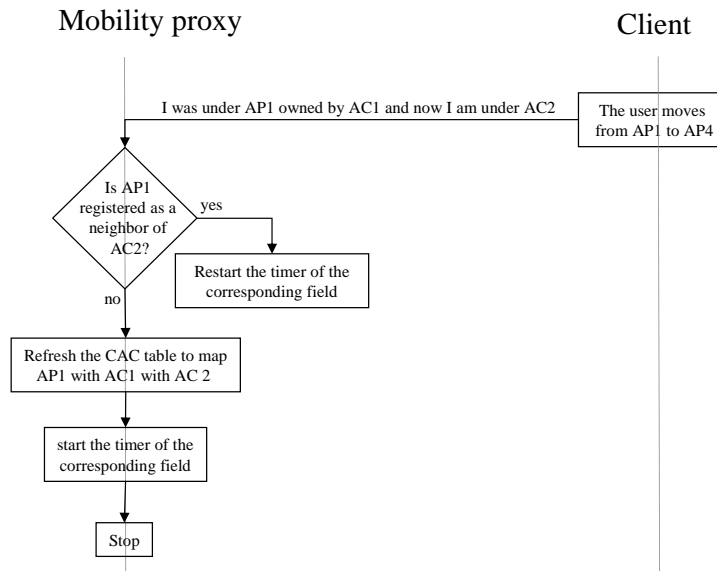 Mobility proxy
Client
I was under AP1 owned by AC1 and now I am under AC2
The user moves
from AP1 to AP4
Is AP1
registered as a
neighbor of
AC2?
yes
Restart the timer of the
corresponding field
no
Refresh the CAC table to map
AP1 with AC1 with AC 2
start the timer of the
corresponding field
Stop